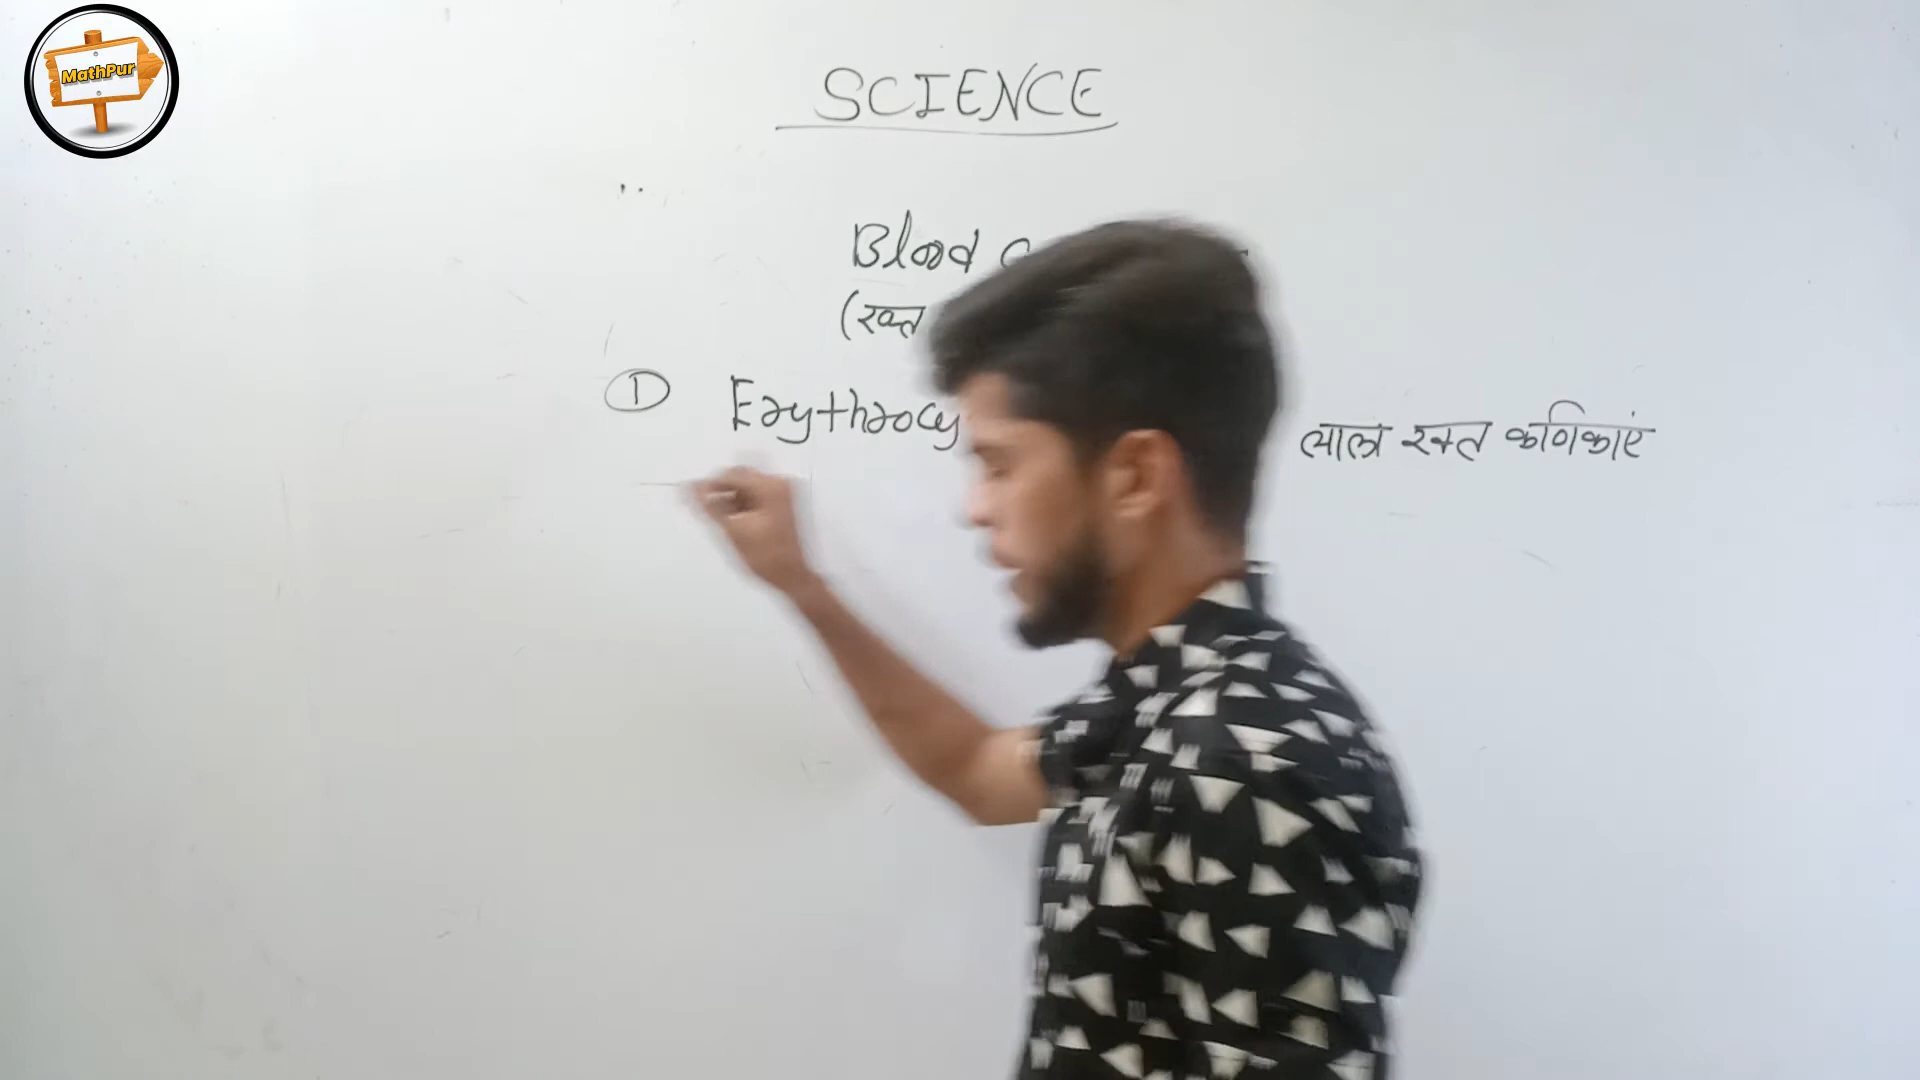 MathPur
SCIENCE
Blood
(रक्त
① Erythrocy लाल रक्त कणिकाएं